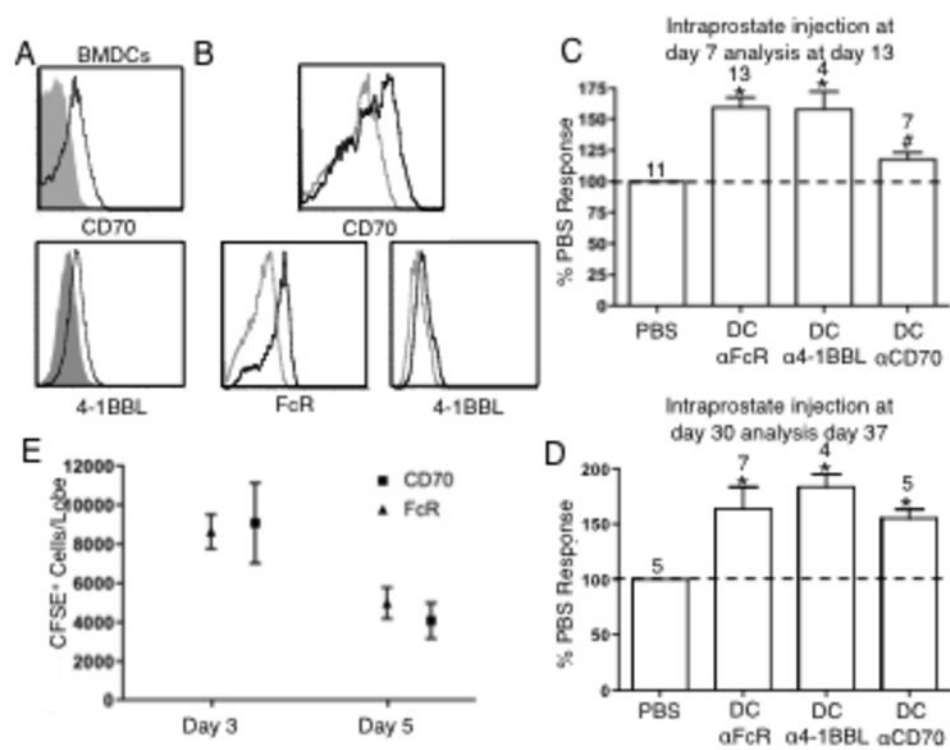 A
BMDCs
CD70
4-1BBL
B
CD70
FcR
4-1BBL
C
Intraprostate injection at
day 7 analysis at day 13
% PBS Response
175
150
125
100
75
50
25
0
11
13
*
4
*
7
#
PBS
DC
αFcR
DC
α4-1BBL
DC
αCD70
D
Intraprostate injection at
day 30 analysis day 37
% PBS Response
200
150
100
50
0
5
7
*
4
*
5
*
PBS
DC
αFcR
DC
α4-1BBL
DC
αCD70
E
CFSE⁺ Cells/Lobe
12000
10000
8000
6000
4000
2000
0
CD70
FcR
Day 3
Day 5